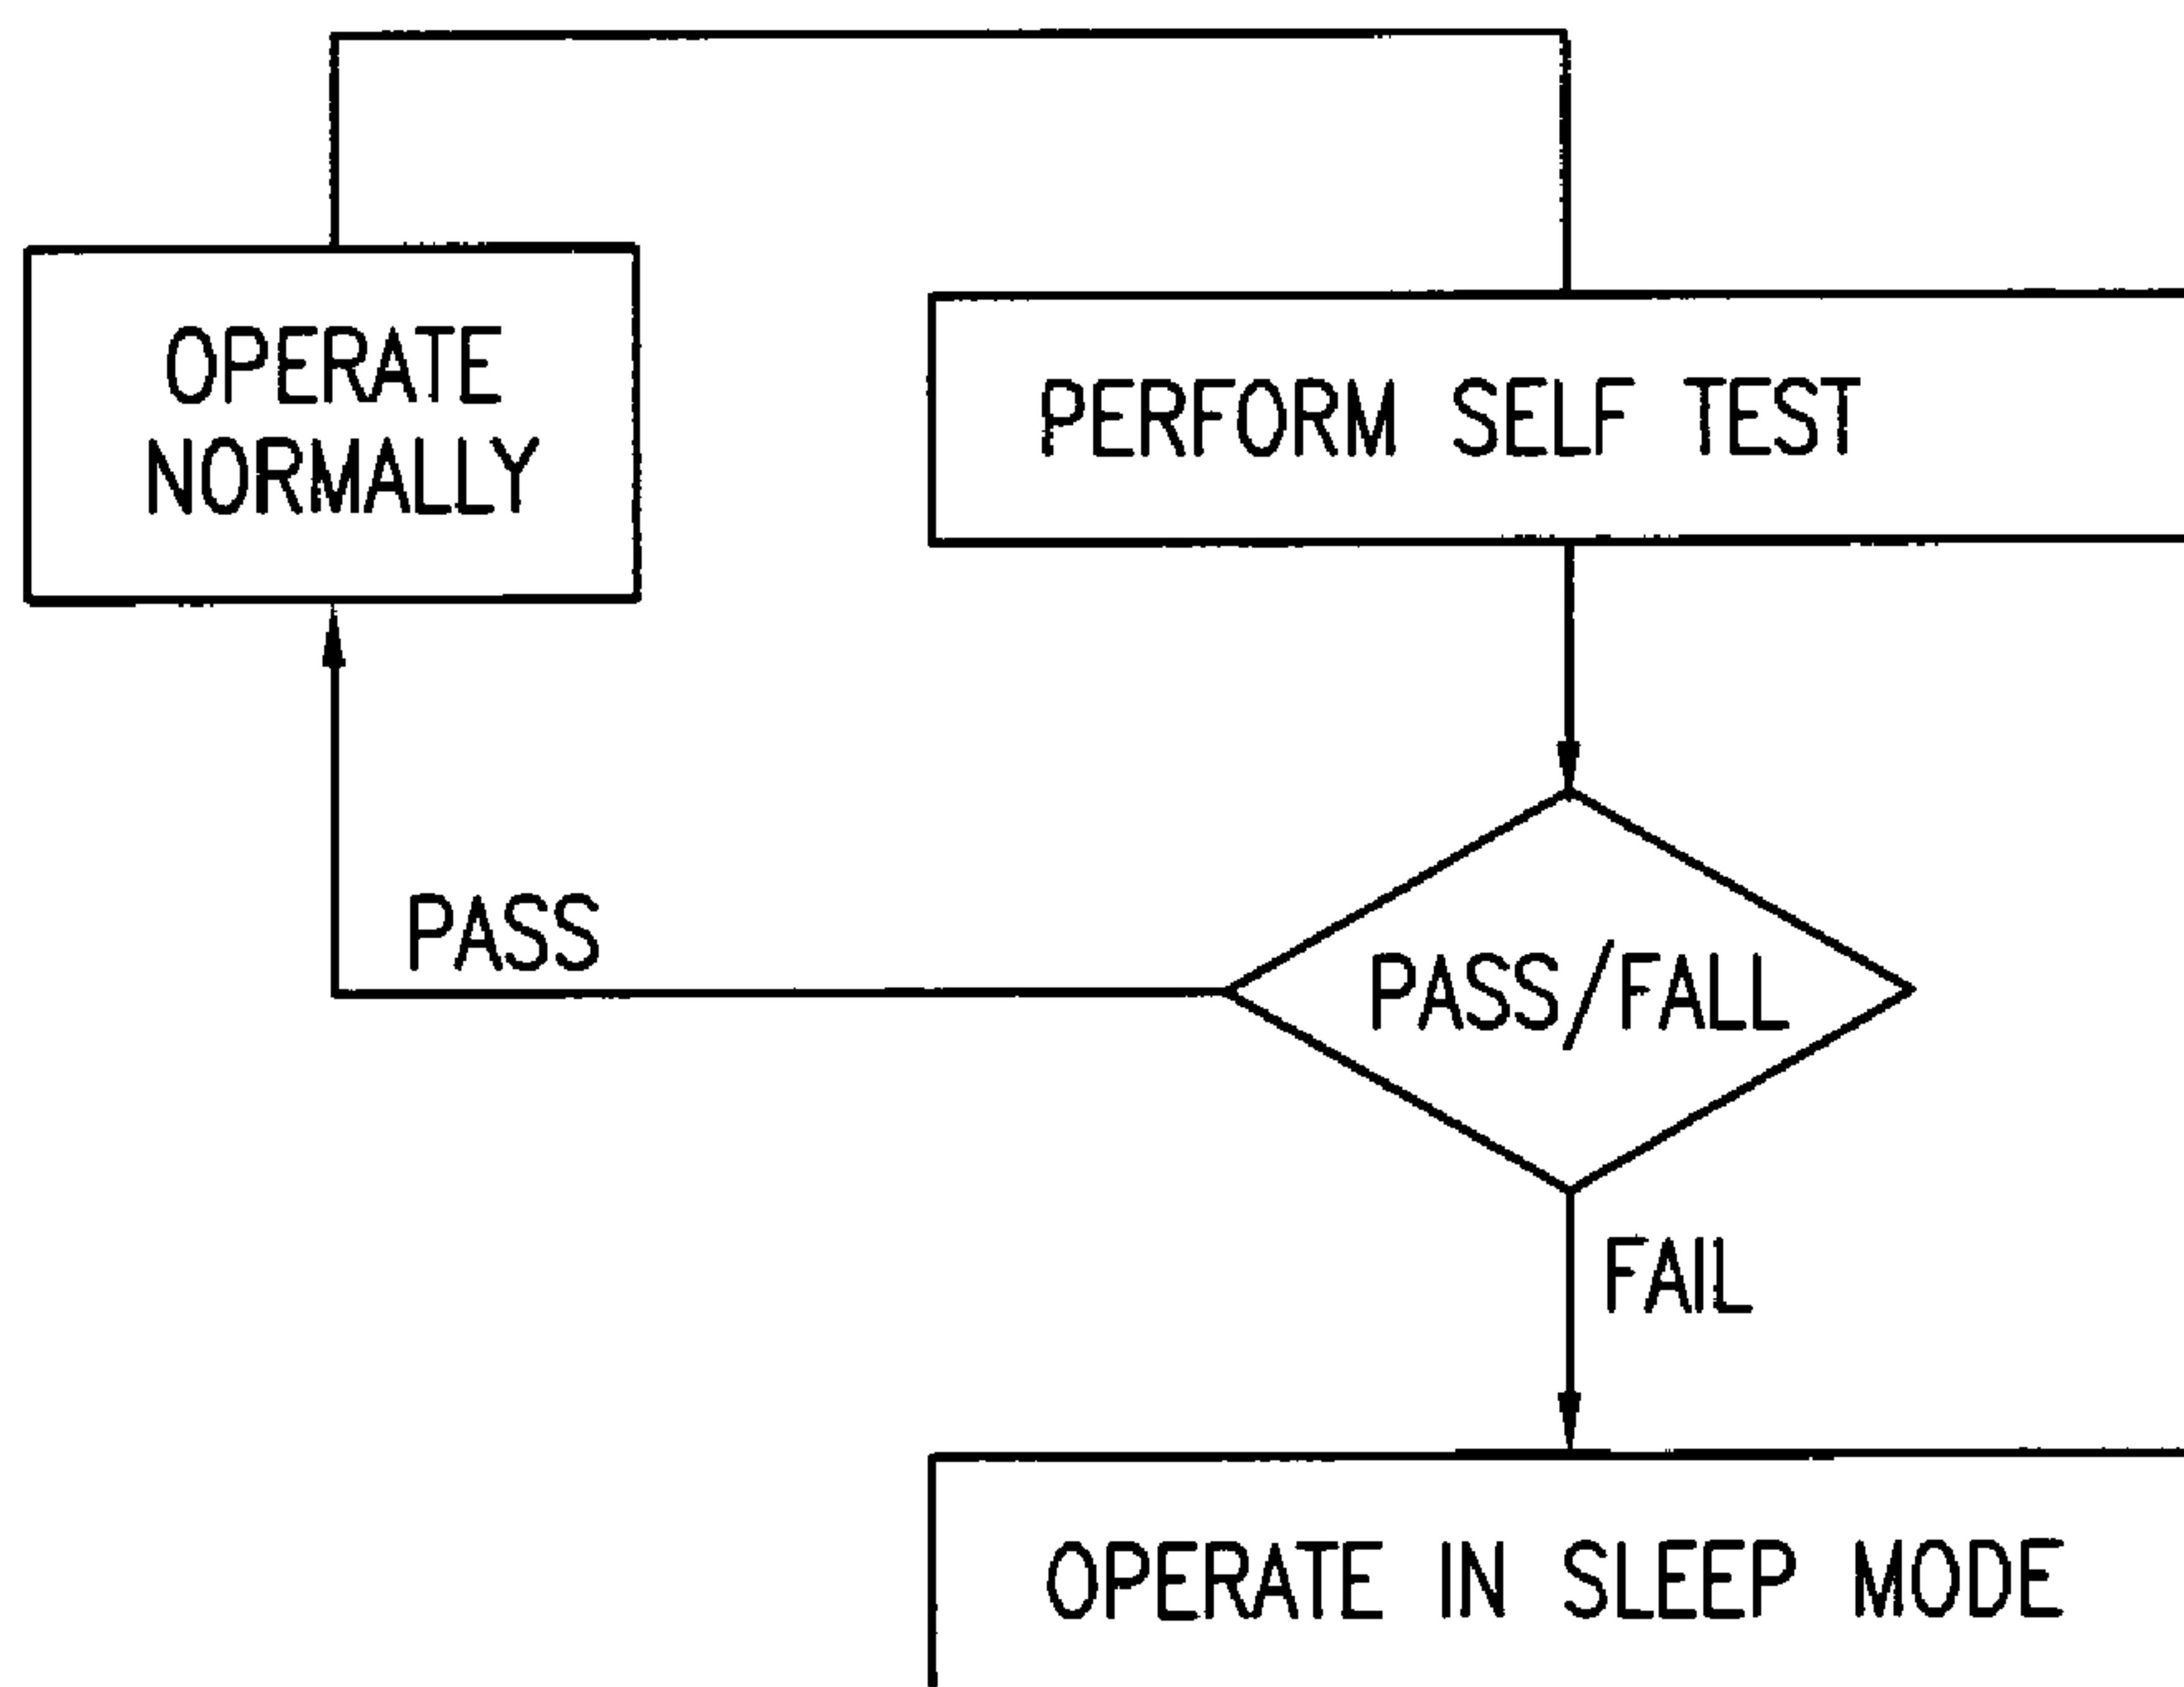 OPERATE
NORMALLY
PERFORM SELF TEST
PASS
PASS/FALL
FAIL
OPERATE IN SLEEP MODE